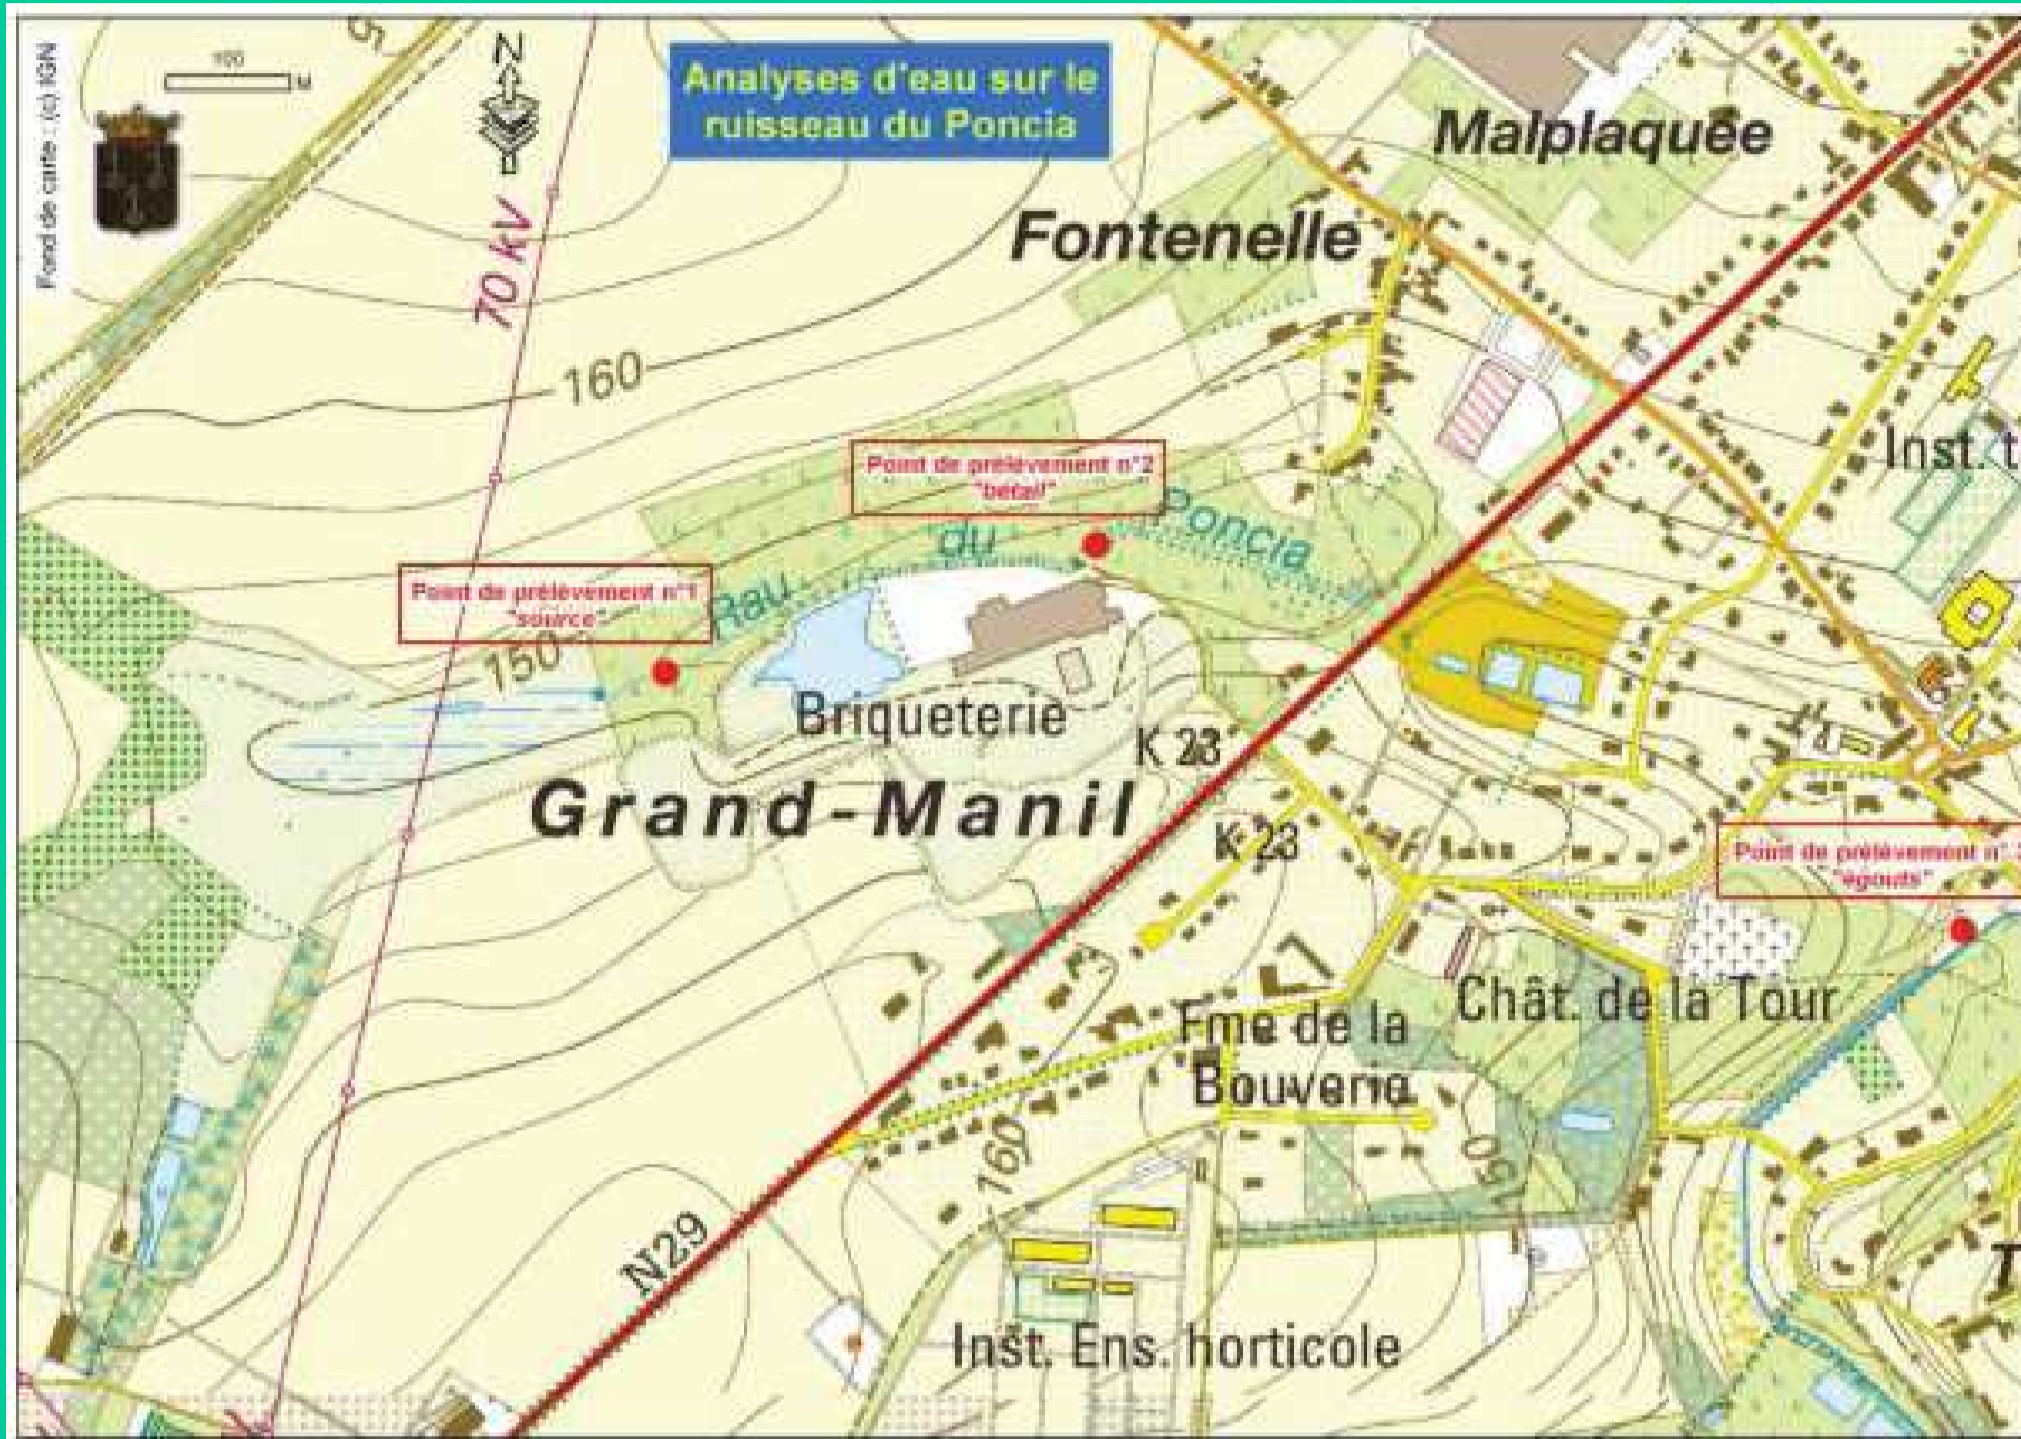 Fond de carte : (c) IGN
100
M
N
Analyses d'eau sur le
ruisseau du Poncia
Malplaquée
Fontenelle
70 kV
160
Inst. t
Point de prélèvement n°2
"bétail"
Rau du Poncia
Point de prélèvement n°1
"source"
150
Briqueterie
K 23
Grand-Manil
K 23
Point de prélèvement n°
"égouts"
Chât. de la Tour
Fme de la
Bouverie
160
150
N29
T
Inst. Ens. horticole